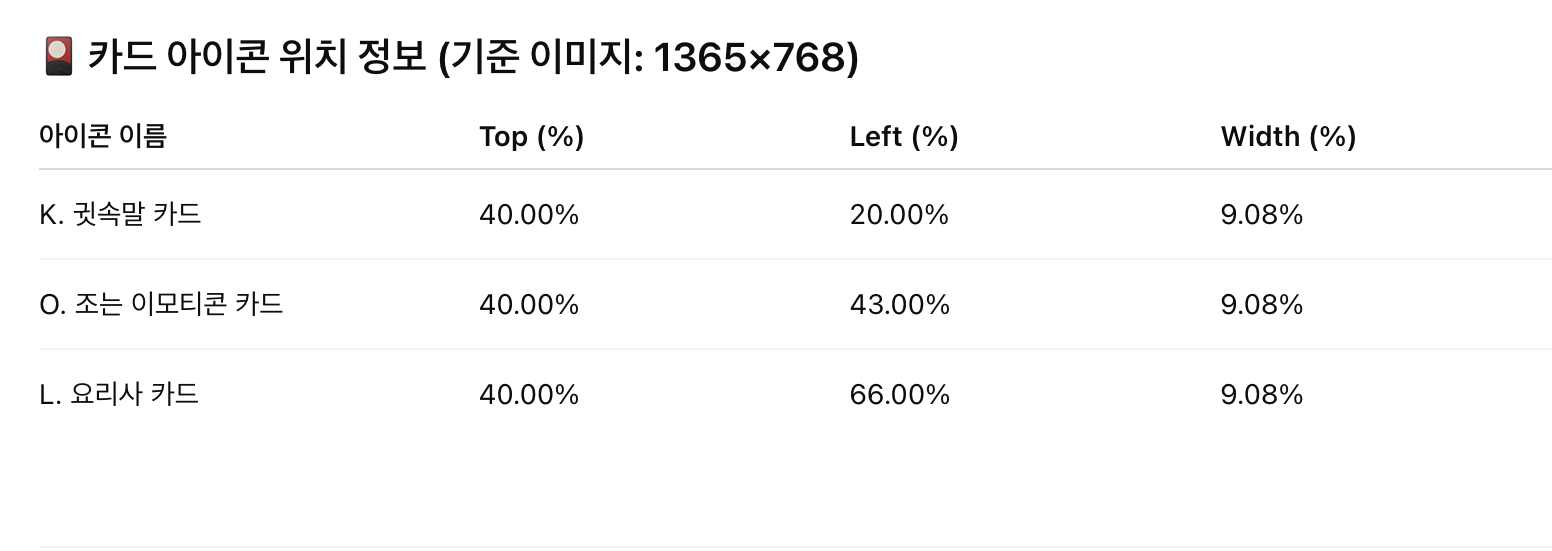 🎴 카드 아이콘 위치 정보 (기준 이미지: 1365×768)
아이콘 이름 Top (%) Left (%) Width (%)
K. 귓속말 카드 40.00% 20.00% 9.08%
O. 조는 이모티콘 카드 40.00% 43.00% 9.08%
L. 요리사 카드 40.00% 66.00% 9.08%